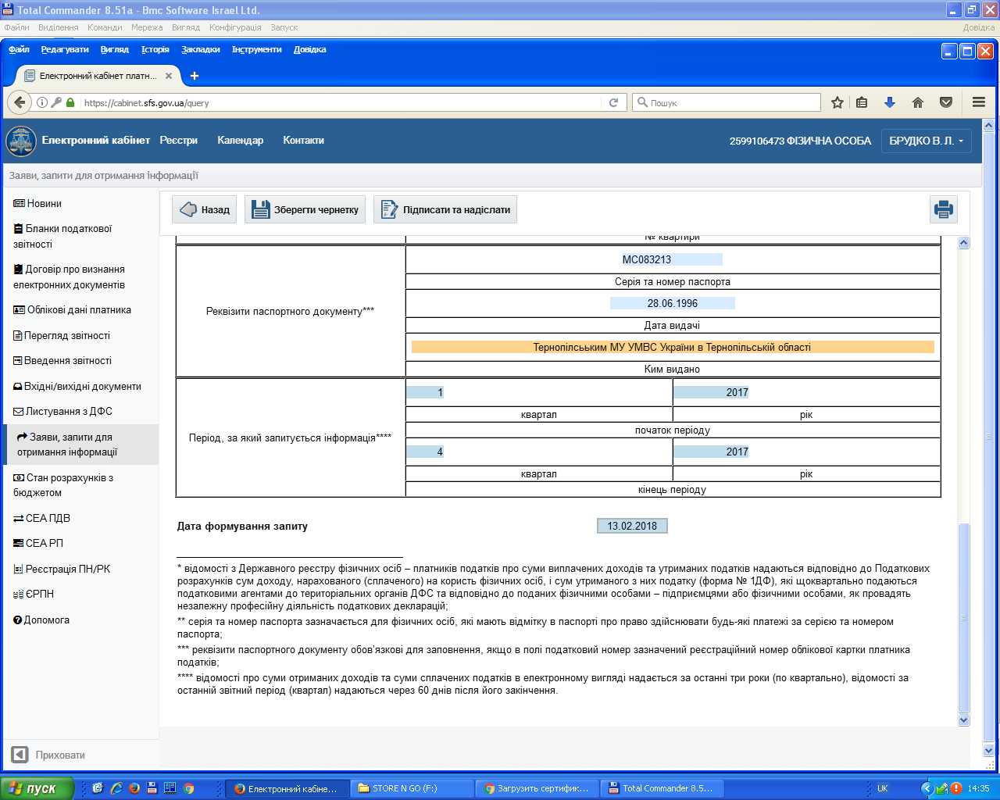 Total Commander 8.51a - Bmc Software Israel Ltd.
Файли Виділення Команди Мережа Вигляд Конфігурація Запуск Довідка
Файл Редагувати Вигляд Історія Закладки Інструменти Довідка
Електронний кабінет платн...
https://cabinet.sfs.gov.ua/query
Пошук
Електронний кабінет Реєстри Календар Контакти 2599106473 ФІЗИЧНА ОСОБА БРУДКО В. Л.
Заяви, запити для отримання інформації
Новини
Бланки податкової
звітності
Договір про визнання
електронних документів
Облікові дані платника
Перегляд звітності
Введення звітності
Вхідні/вихідні документи
Листування з ДФС
Заяви, запити для
отримання інформації
Стан розрахунків з
бюджетом
СЕА ПДВ
СЕА РП
Реєстрація ПН/РК
ЄРПН
Допомога
Приховати
Назад Зберегти чернетку Підписати та надіслати
№ квартири
Реквізити паспортного документу***
МС083213
Серія та номер паспорта
28.06.1996
Дата видачі
Тернопілсььким МУ УМВС України в Тернопільській області
Ким видано
Період, за який запитується інформація****
1 2017
квартал рік
початок періоду
4 2017
квартал рік
кінець періоду
Дата формування запиту 13.02.2018
* відомості з Державного реєстру фізичних осіб – платників податків про суми виплачених доходів та утриманих податків надаються відповідно до Податкових
розрахунків сум доходу, нарахованого (сплаченого) на користь фізичних осіб, і сум утриманого з них податку (форма № 1ДФ), які щоквартально подаються
податковими агентами до територіальних органів ДФС та відповідно до поданих фізичними особами – підприємцями або фізичними особами, як провадять
незалежну професійну діяльність податкових декларацій;
** серія та номер паспорта зазначається для фізичних осіб, які мають відмітку в паспорті про право здійснювати будь-які платежі за серією та номером
паспорта;
*** реквізити паспортного документу обов'язкові для заповнення, якщо в полі податковий номер зазначений реєстраційний номер облікової картки платника
податків;
**** відомості про суми отриманих доходів та суми сплачених податків в електронному вигляді надається за останні три роки (по квартально), відомості за
останній звітний період (квартал) надаються через 60 днів після його закінчення.
пуск Електронний кабіне... STORE N GO (F:) Загрузить сертифик... Total Commander 8.5... UK 14:35